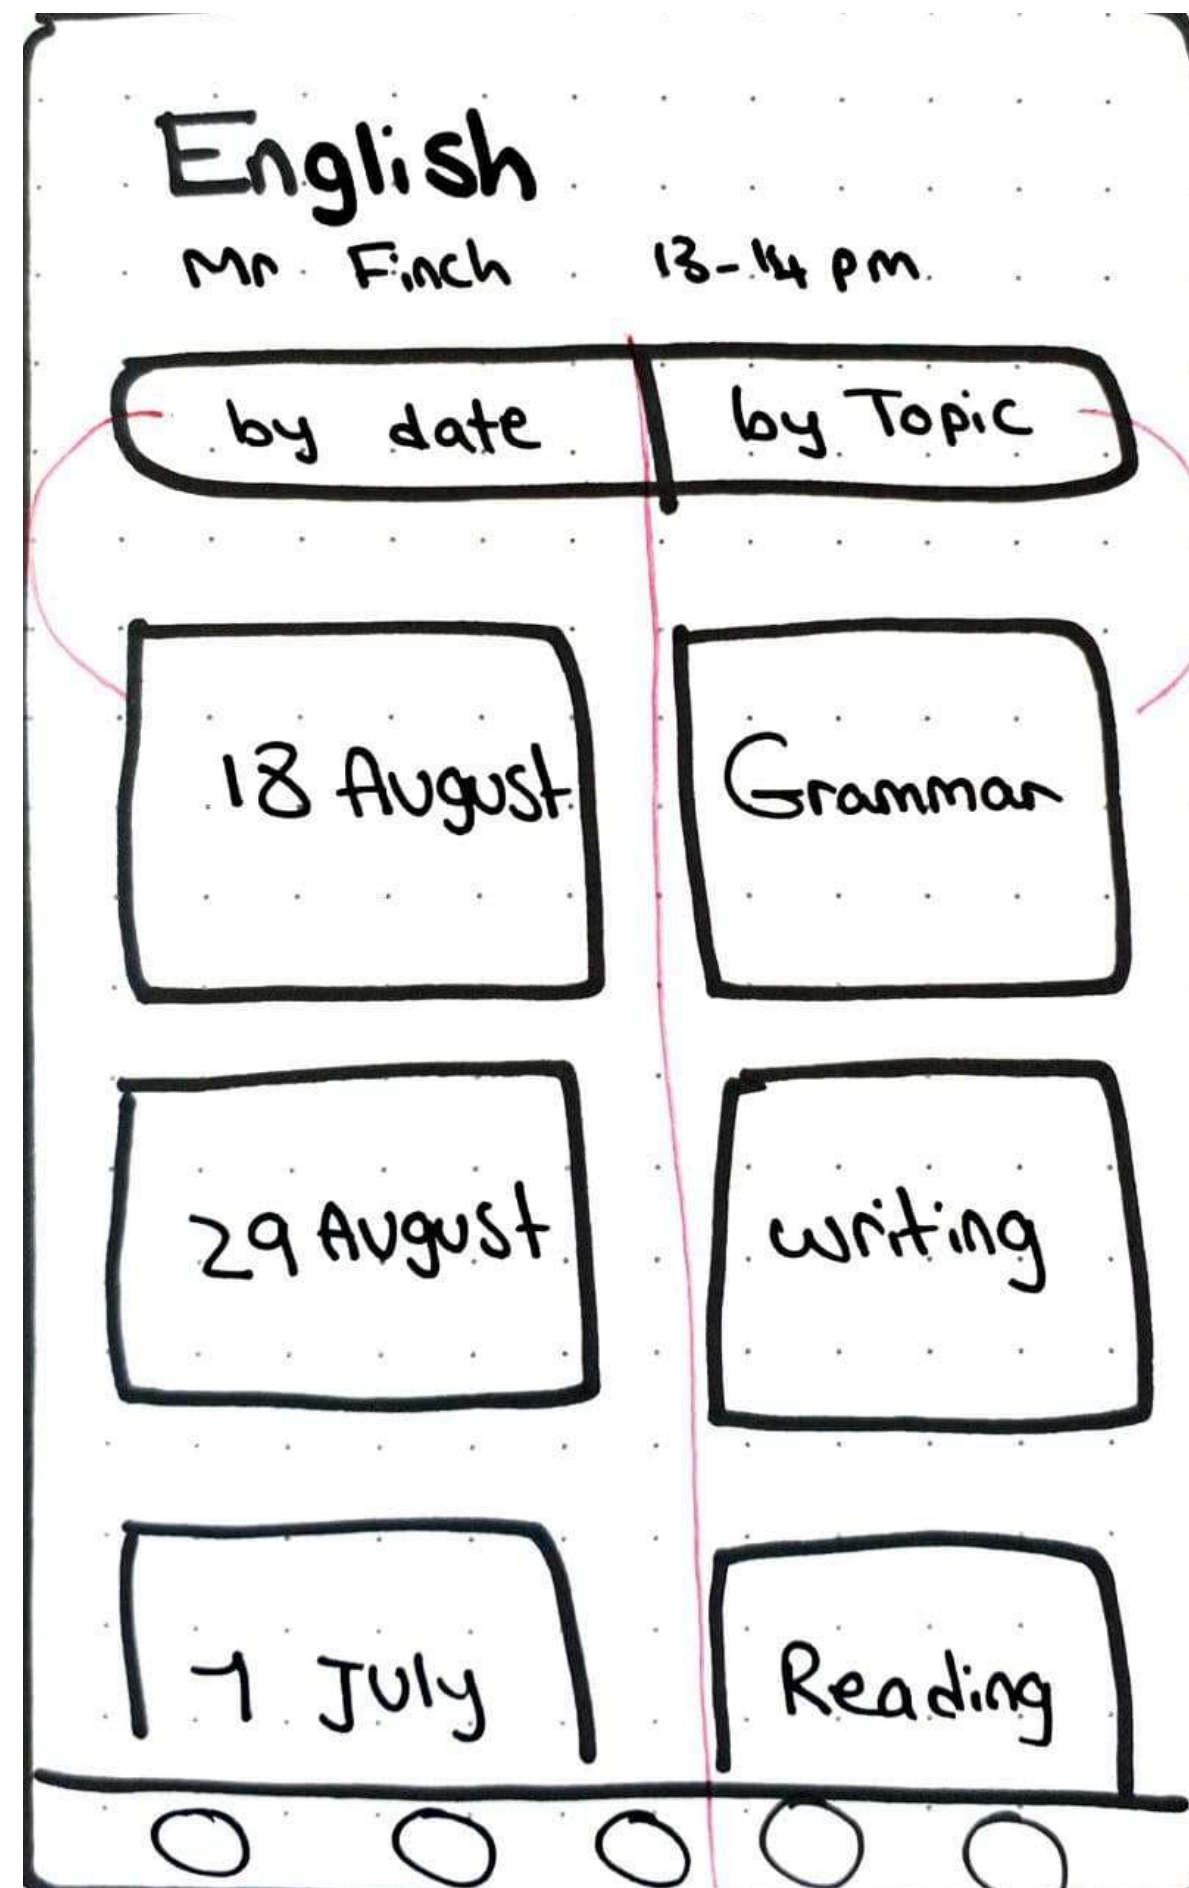 English
Mr. Finch 13-14 pm.
by date by Topic
18 August Grammar
29 August writing
7 July Reading